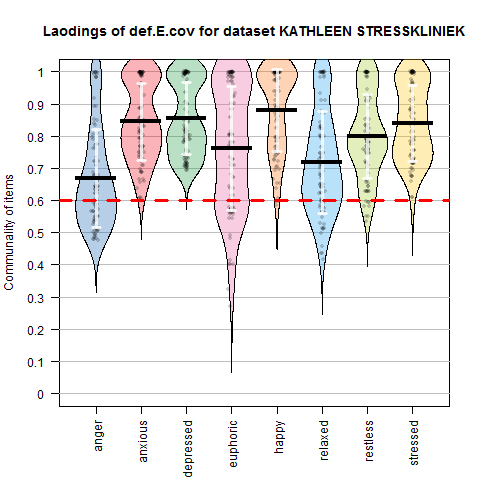 Laodings of def.E.cov for dataset KATHLEEN STRESSKLINIEK
Communality of items
1
0.9
0.8
0.7
0.6
0.5
0.4
0.3
0.2
0.1
0
anger
anxious
depressed
euphoric
happy
relaxed
restless
stressed